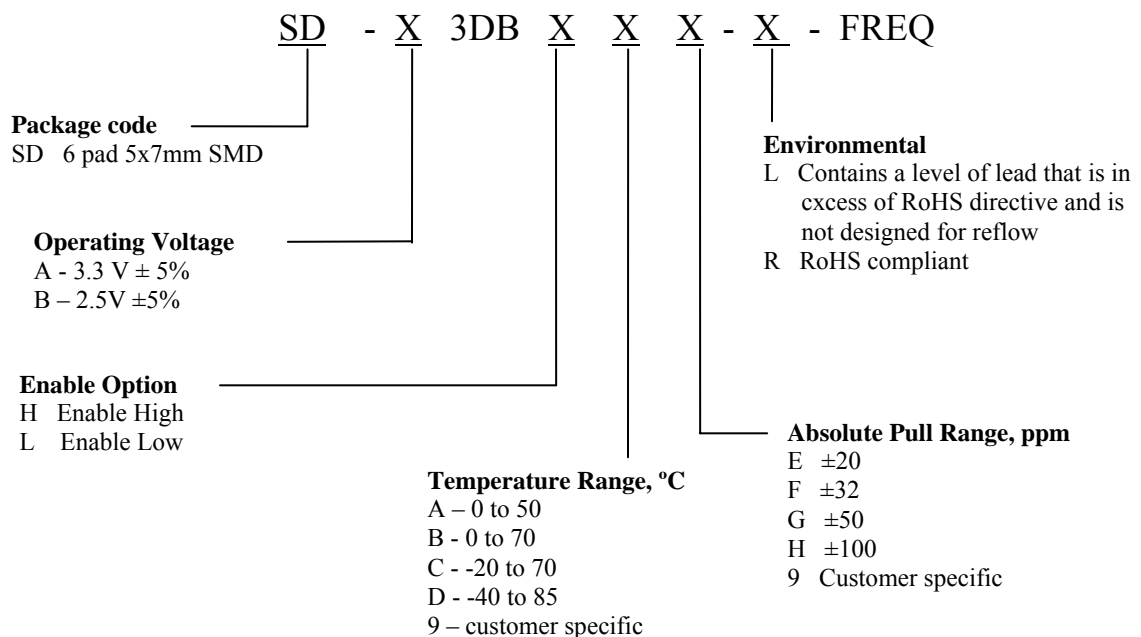 SD - X 3DB X X X - X - FREQ
Package code
SD 6 pad 5x7mm SMD
Operating Voltage
A - 3.3 V ± 5%
B – 2.5V ±5%
Enable Option
H Enable High
L Enable Low
Temperature Range, ºC
A – 0 to 50
B - 0 to 70
C - -20 to 70
D - -40 to 85
9 – customer specific
Absolute Pull Range, ppm
E ±20
F ±32
G ±50
H ±100
9 Customer specific
Environmental
L Contains a level of lead that is in
excess of RoHS directive and is
not designed for reflow
R RoHS compliant